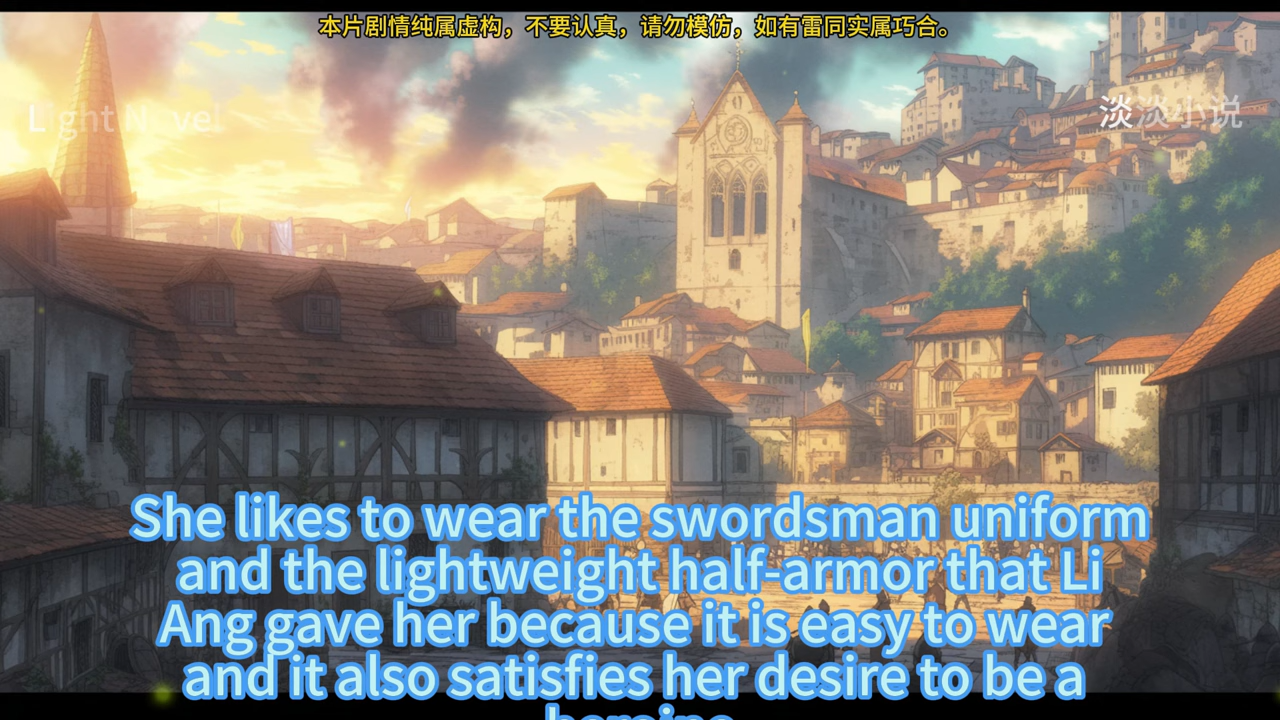 本片剧情纯属虚构，不要认真，请勿模仿，如有雷同实属巧合。
Light Novel
淡淡小说
She likes to wear the swordsman uniform
and the lightweight half-armor that Li
Ang gave her because it is easy to wear
and it also satisfies her desire to be a